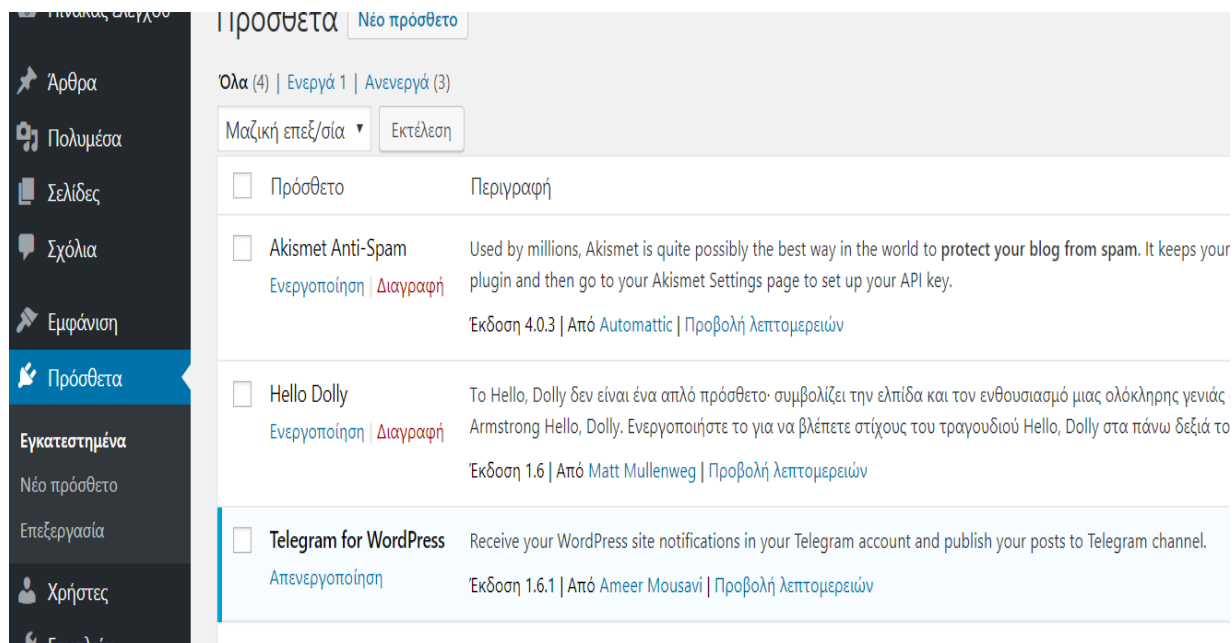 Πρόσθετα Νέο πρόσθετο
Άρθρα
Πολυμέσα
Σελίδες
Σχόλια
Εμφάνιση
Πρόσθετα
Εγκατεστημένα
Νέο πρόσθετο
Επεξεργασία
Χρήστες
Όλα (4) | Ενεργά 1 | Ανενεργά (3)
Μαζική επεξ/σία Εκτέλεση
Πρόσθετο Περιγραφή
Akismet Anti-Spam
Ενεργοποίηση | Διαγραφή
Used by millions, Akismet is quite possibly the best way in the world to protect your blog from spam. It keeps your
plugin and then go to your Akismet Settings page to set up your API key.
Έκδοση 4.0.3 | Από Automattic | Προβολή λεπτομερειών
Hello Dolly
Ενεργοποίηση | Διαγραφή
Το Hello, Dolly δεν είναι ένα απλό πρόσθετο· συμβολίζει την ελπίδα και τον ενθουσιασμό μιας ολόκληρης γενιάς
Armstrong Hello, Dolly. Ενεργοποιήστε το για να βλέπετε στίχους του τραγουδιού Hello, Dolly στα πάνω δεξιά το
Έκδοση 1.6 | Από Matt Mullenweg | Προβολή λεπτομερειών
Telegram for WordPress
Απενεργοποίηση
Receive your WordPress site notifications in your Telegram account and publish your posts to Telegram channel.
Έκδοση 1.6.1 | Από Ameer Mousavi | Προβολή λεπτομερειών